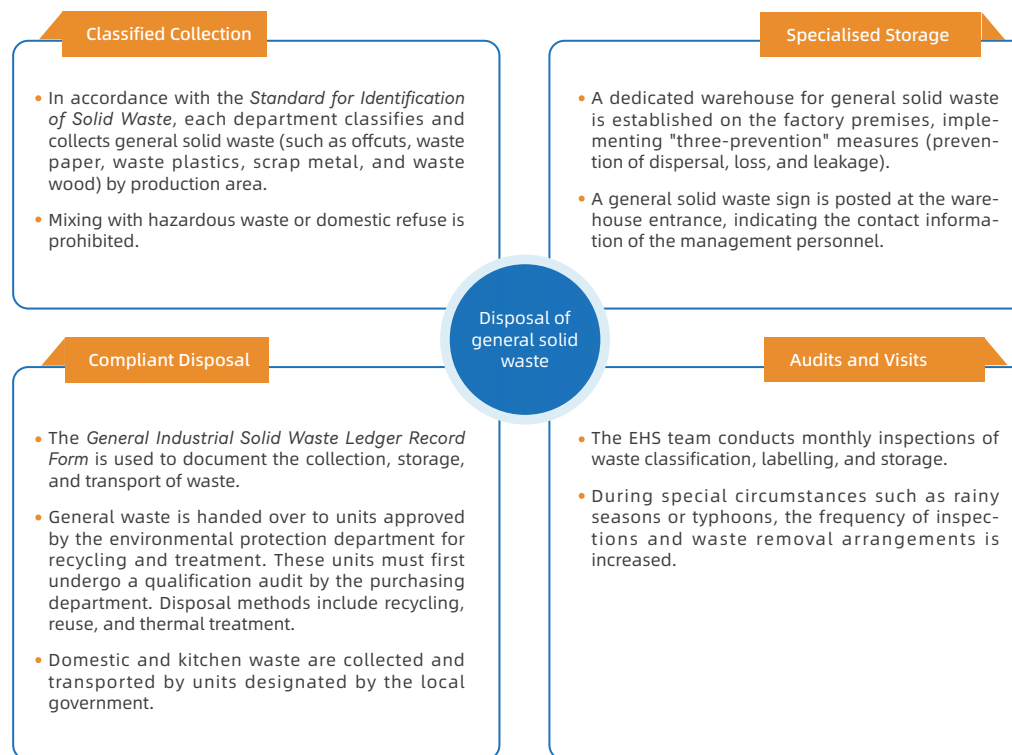 Classified Collection
• In accordance with the Standard for Identification
of Solid Waste, each department classifies and
collects general solid waste (such as offcuts, waste
paper, waste plastics, scrap metal, and waste
wood) by production area.
• Mixing with hazardous waste or domestic refuse is
prohibited.
Specialised Storage
• A dedicated warehouse for general solid waste
is established on the factory premises, imple-
menting "three-prevention" measures (preven-
tion of dispersal, loss, and leakage).
• A general solid waste sign is posted at the ware-
house entrance, indicating the contact informa-
tion of the management personnel.
Disposal of
general solid
waste
Compliant Disposal
• The General Industrial Solid Waste Ledger Record
Form is used to document the collection, storage,
and transport of waste.
• General waste is handed over to units approved
by the environmental protection department for
recycling and treatment. These units must first
undergo a qualification audit by the purchasing
department. Disposal methods include recycling,
reuse, and thermal treatment.
• Domestic and kitchen waste are collected and
transported by units designated by the local
government.
Audits and Visits
• The EHS team conducts monthly inspections of
waste classification, labelling, and storage.
• During special circumstances such as rainy
seasons or typhoons, the frequency of inspec-
tions and waste removal arrangements is
increased.